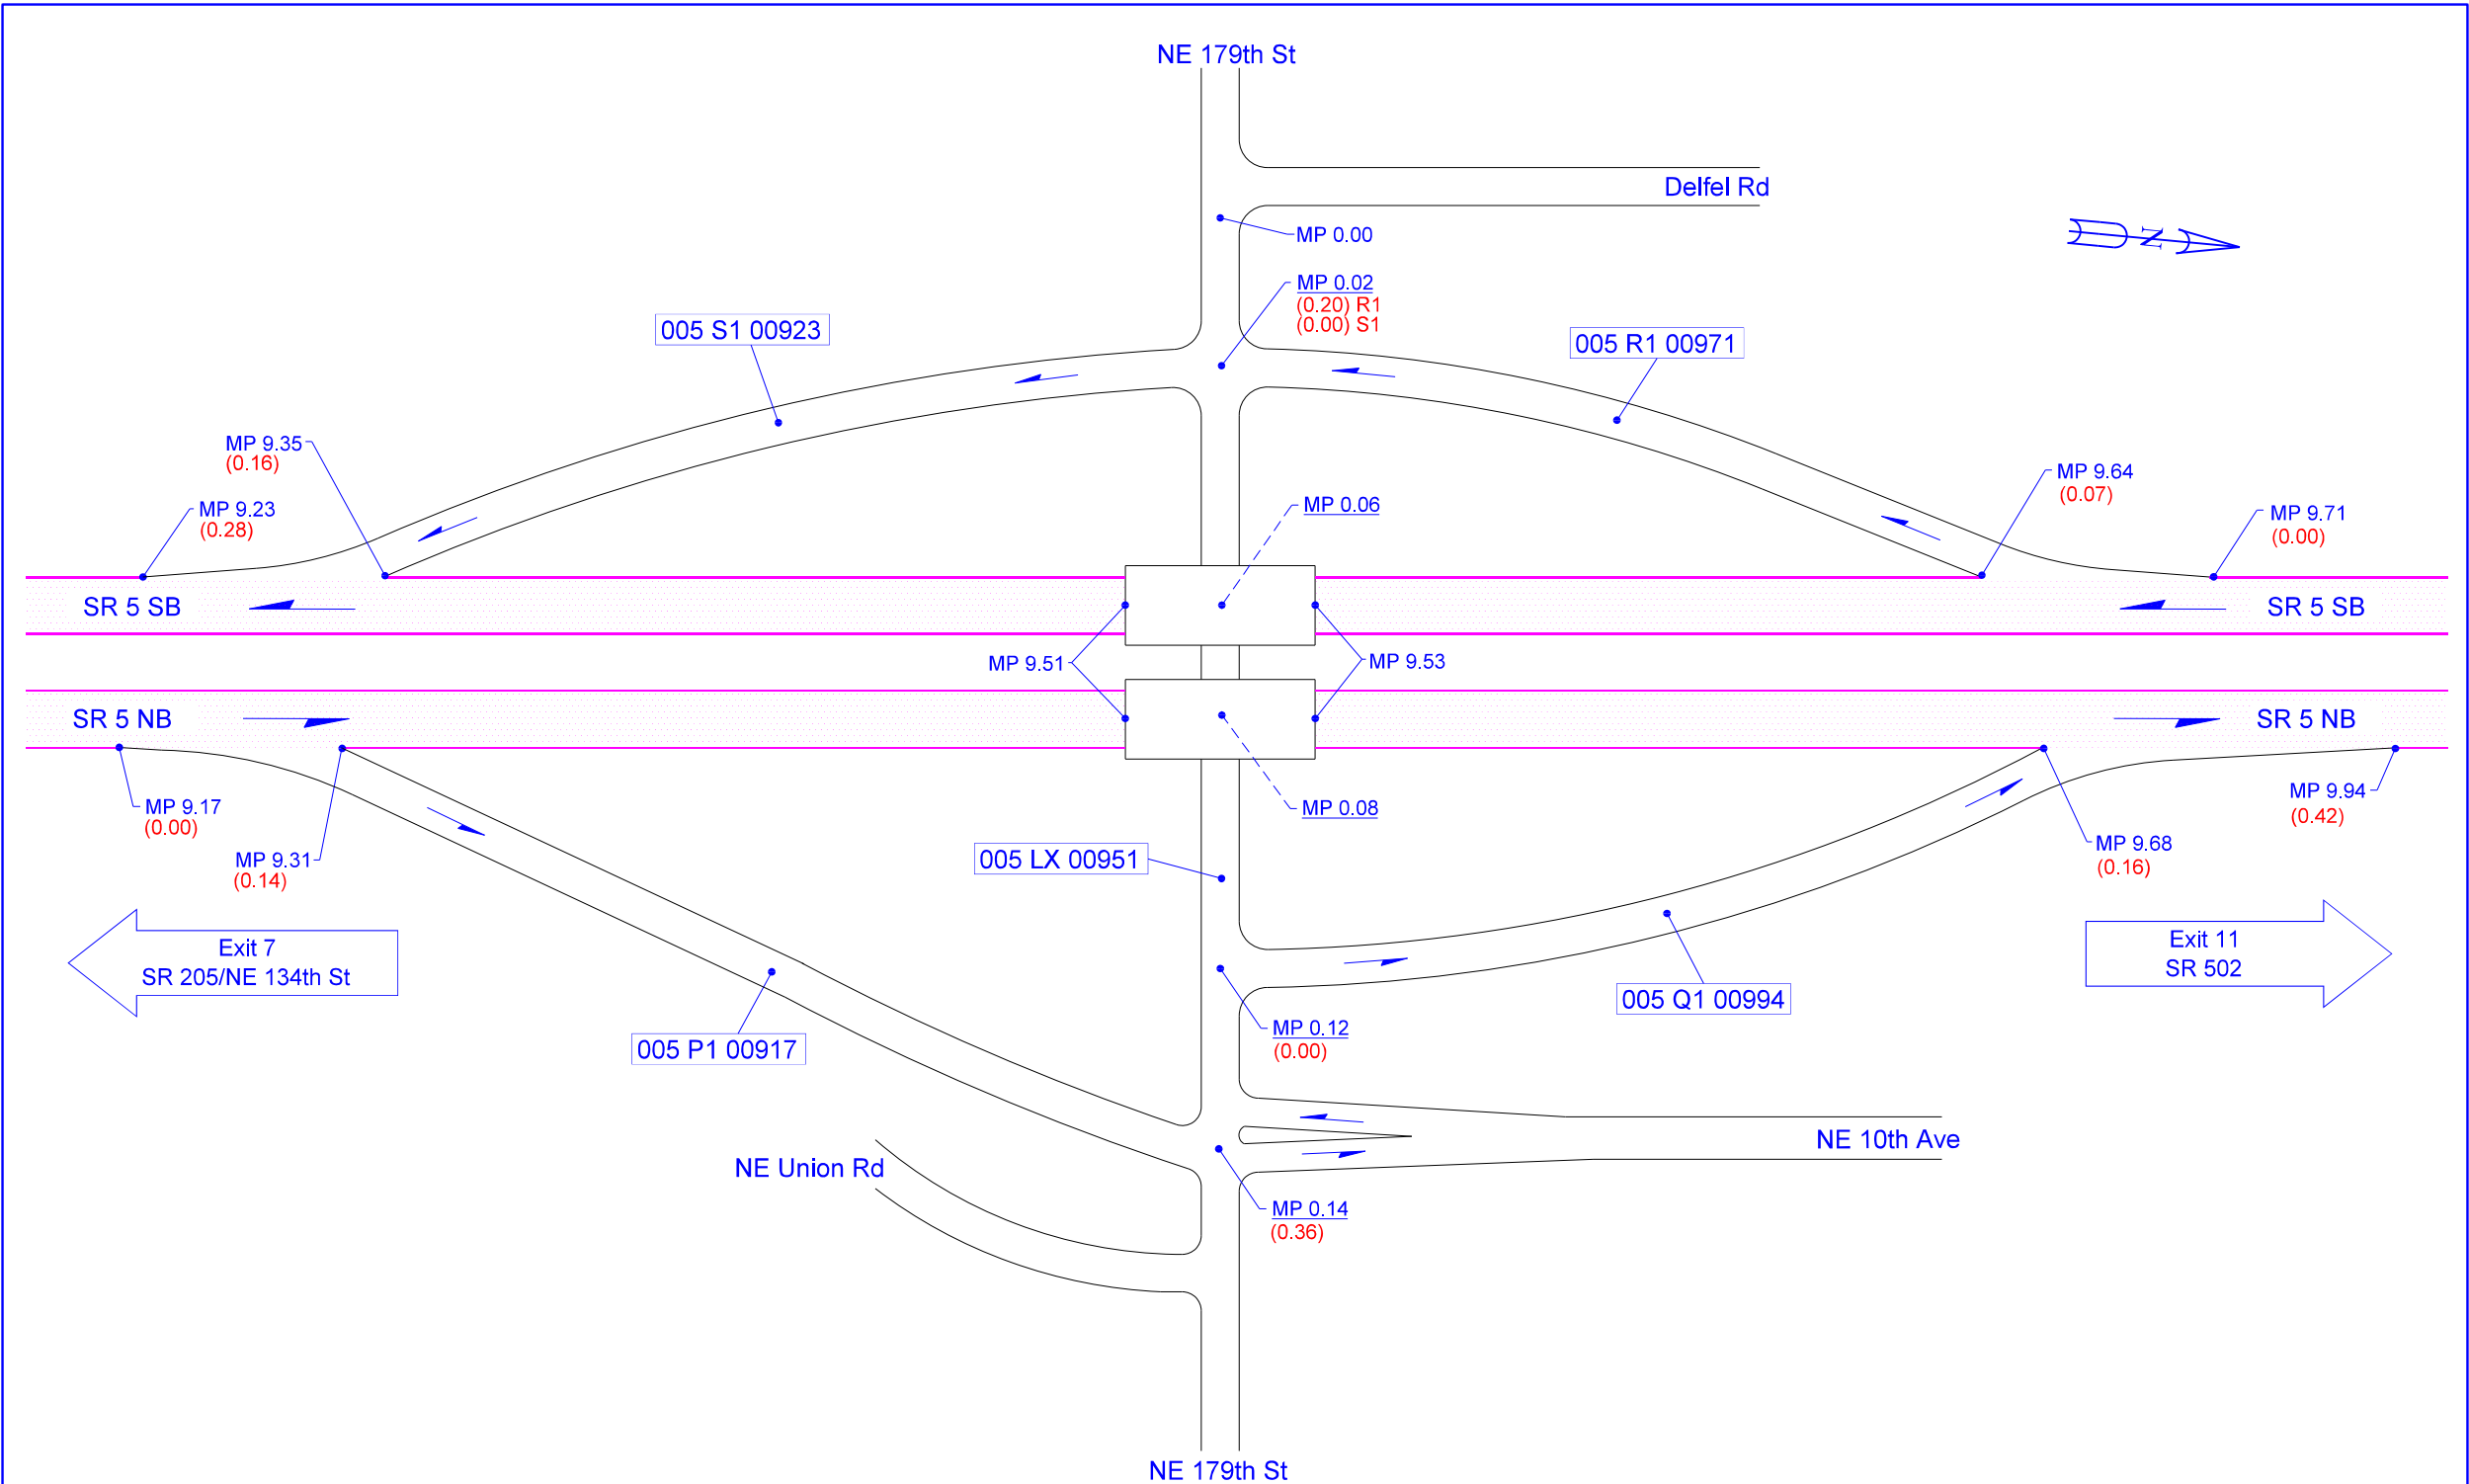 NE 179th St
Delfel Rd
MP 0.00
N
MP 0.02
(0.20) R1
(0.00) S1
005 S1 00923
005 R1 00971
MP 9.35
(0.16)
MP 9.23
(0.28)
MP 0.06
MP 9.64
(0.07)
MP 9.71
(0.00)
SR 5 SB
SR 5 SB
MP 9.51
MP 9.53
SR 5 NB
SR 5 NB
MP 9.17
(0.00)
MP 9.31
(0.14)
MP 0.08
005 LX 00951
MP 9.94
(0.42)
MP 9.68
(0.16)
Exit 7
SR 205/NE 134th St
Exit 11
SR 502
005 Q1 00994
MP 0.12
(0.00)
005 P1 00917
NE Union Rd
NE 10th Ave
MP 0.14
(0.36)
NE 179th St